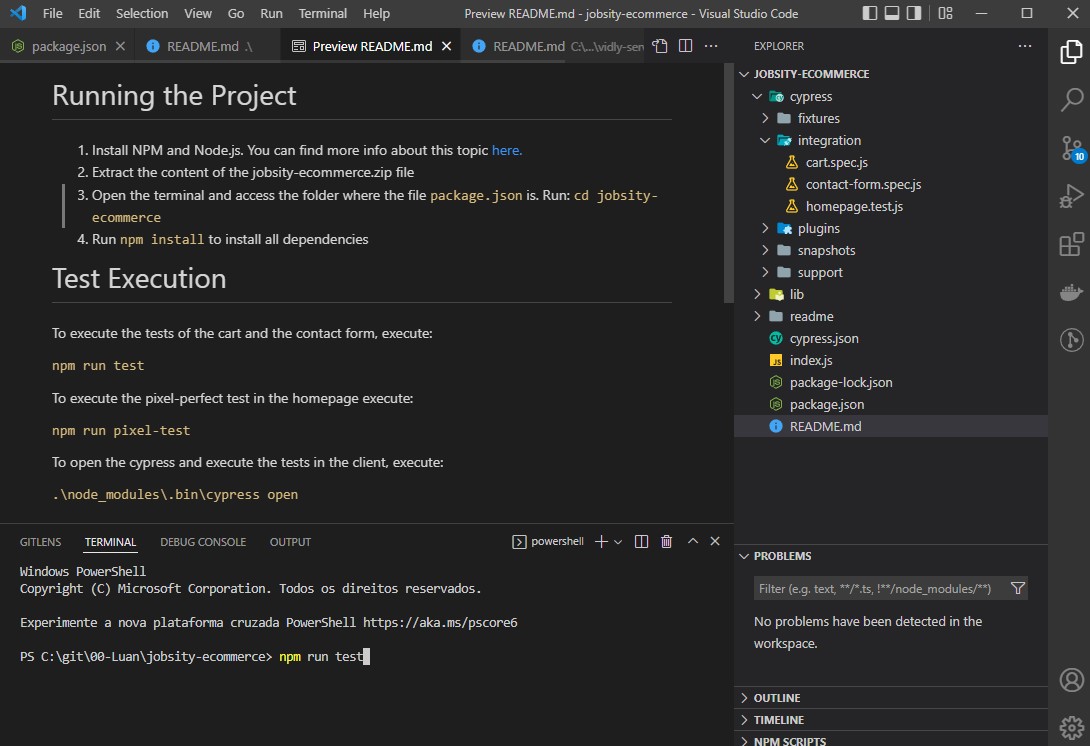 File Edit Selection View Go Run Terminal Help Preview README.md - jobsity-ecommerce - Visual Studio Code
package.json README.md .\ Preview README.md README.md C:\...\vidly-ser
Running the Project
1. Install NPM and Node.js. You can find more info about this topic here.
2. Extract the content of the jobsity-ecommerce.zip file
3. Open the terminal and access the folder where the file package.json is. Run: cd jobsity-
ecommerce
4. Run npm install to install all dependencies
Test Execution
To execute the tests of the cart and the contact form, execute:
npm run test
To execute the pixel-perfect test in the homepage execute:
npm run pixel-test
To open the cypress and execute the tests in the client, execute:
.\node_modules\.bin\cypress open
GITLENS TERMINAL DEBUG CONSOLE OUTPUT powershell
Windows PowerShell
Copyright (C) Microsoft Corporation. Todos os direitos reservados.
Experimente a nova plataforma cruzada PowerShell https://aka.ms/pscore6
PS C:\git\00-Luan\jobsity-ecommerce> npm run test
EXPLORER
JOBSITY-ECOMMERCE
cypress
fixtures
integration
cart.spec.js
contact-form.spec.js
homepage.test.js
plugins
snapshots
support
lib
readme
cypress.json
index.js
package-lock.json
package.json
README.md
PROBLEMS
Filter (e.g. text, **/*.ts, !**/node_modules/**)
No problems have been detected in the
workspace.
OUTLINE
TIMELINE
NPM SCRIPTS
10